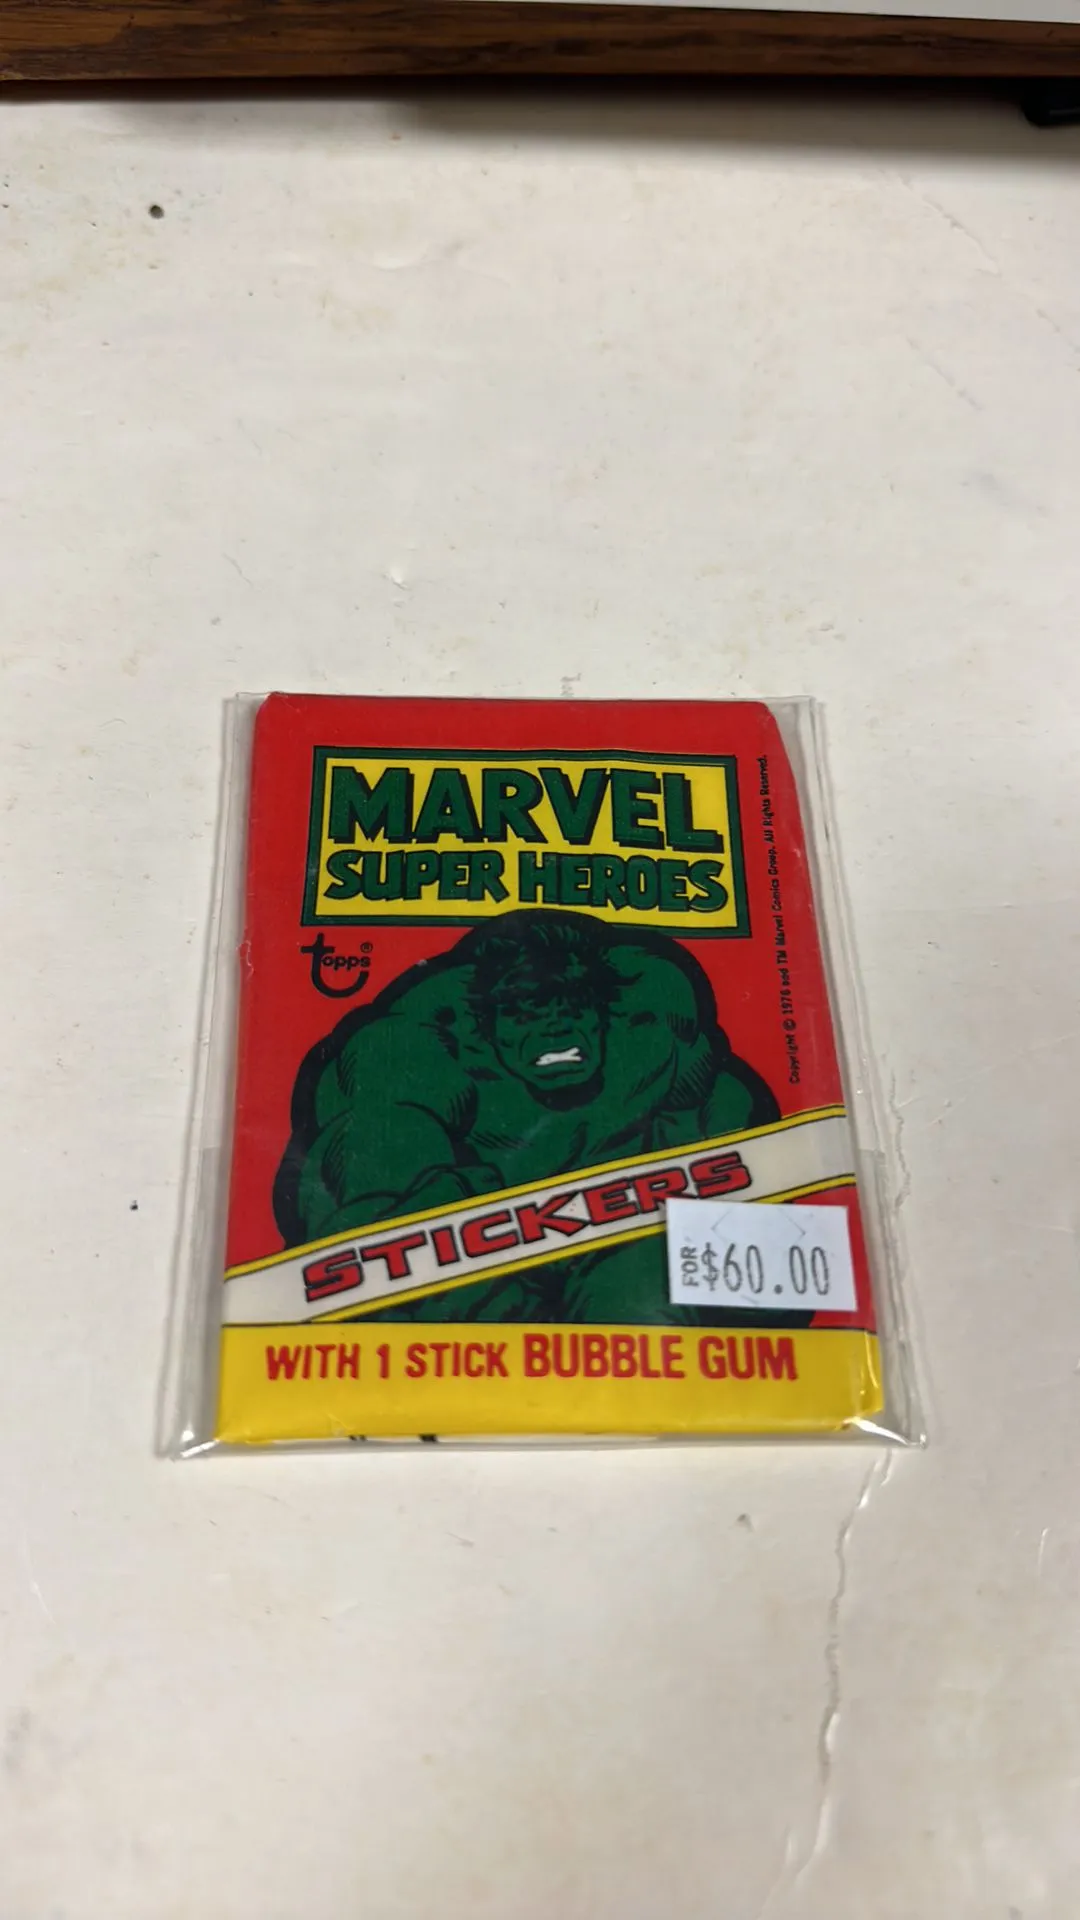 MARVEL
SUPER HEROES
topps®
Copyright © 1976 and TM Marvel Comics Group. All Rights Reserved.
STICKERS
FOR $60.00
WITH 1 STICK BUBBLE GUM